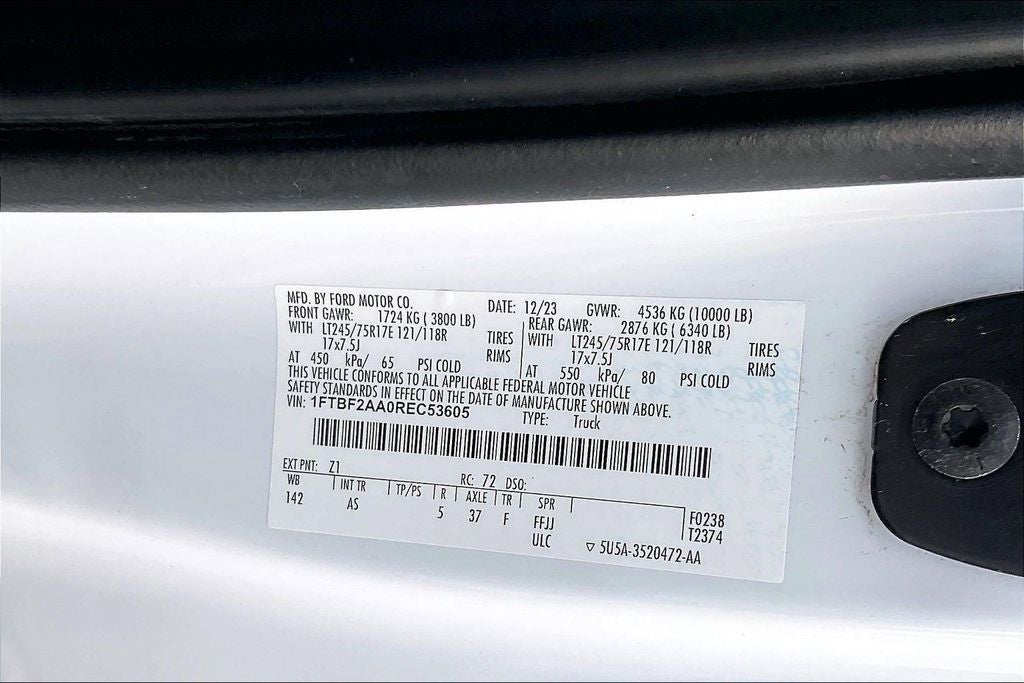 MFD. BY FORD MOTOR CO. DATE: 12/23 GVWR: 4536 KG (10000 LB)
FRONT GAWR: 1724 KG ( 3800 LB) REAR GAWR: 2876 KG ( 6340 LB)
WITH LT245/75R17E 121/118R TIRES WITH LT245/75R17E 121/118R TIRES
17x7.5J RIMS 17x7.5J RIMS
AT 450 kPa/ 65 PSI COLD AT 550 kPa/ 80 PSI COLD
THIS VEHICLE CONFORMS TO ALL APPLICABLE FEDERAL MOTOR VEHICLE
SAFETY STANDARDS IN EFFECT ON THE DATE OF MANUFACTURE SHOWN ABOVE.
VIN: 1FTBF2AA0REC53605 TYPE: Truck
EXT PNT: Z1 RC: 72 DSO:
WB INT TR TP/PS R AXLE TR SPR
142 AS 5 37 F FFJJ F0238
ULC T2374
▽ 5U5A-3520472-AA